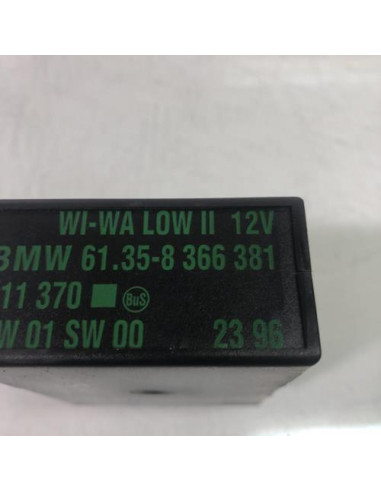 WI-WA LOW II 12V
BMW 61.35-8 366 381
11 370 BuS
W 01 SW 00 23 96